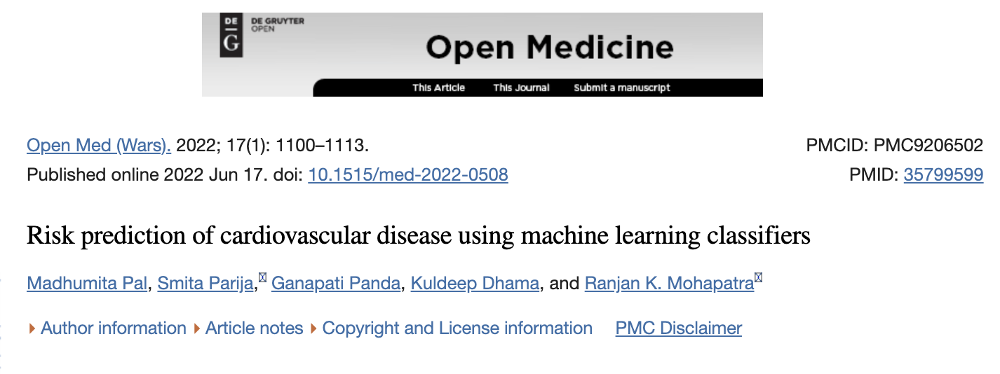 DE
G
DE GRUYTER
OPEN
Open Medicine
This Article This Journal Submit a manuscript
Open Med (Wars). 2022; 17(1): 1100–1113. PMCID: PMC9206502
Published online 2022 Jun 17. doi: 10.1515/med-2022-0508 PMID: 35799599
Risk prediction of cardiovascular disease using machine learning classifiers
Madhumita Pal, Smita Parija, Ganapati Panda, Kuldeep Dhama, and Ranjan K. Mohapatra
Author information Article notes Copyright and License information PMC Disclaimer